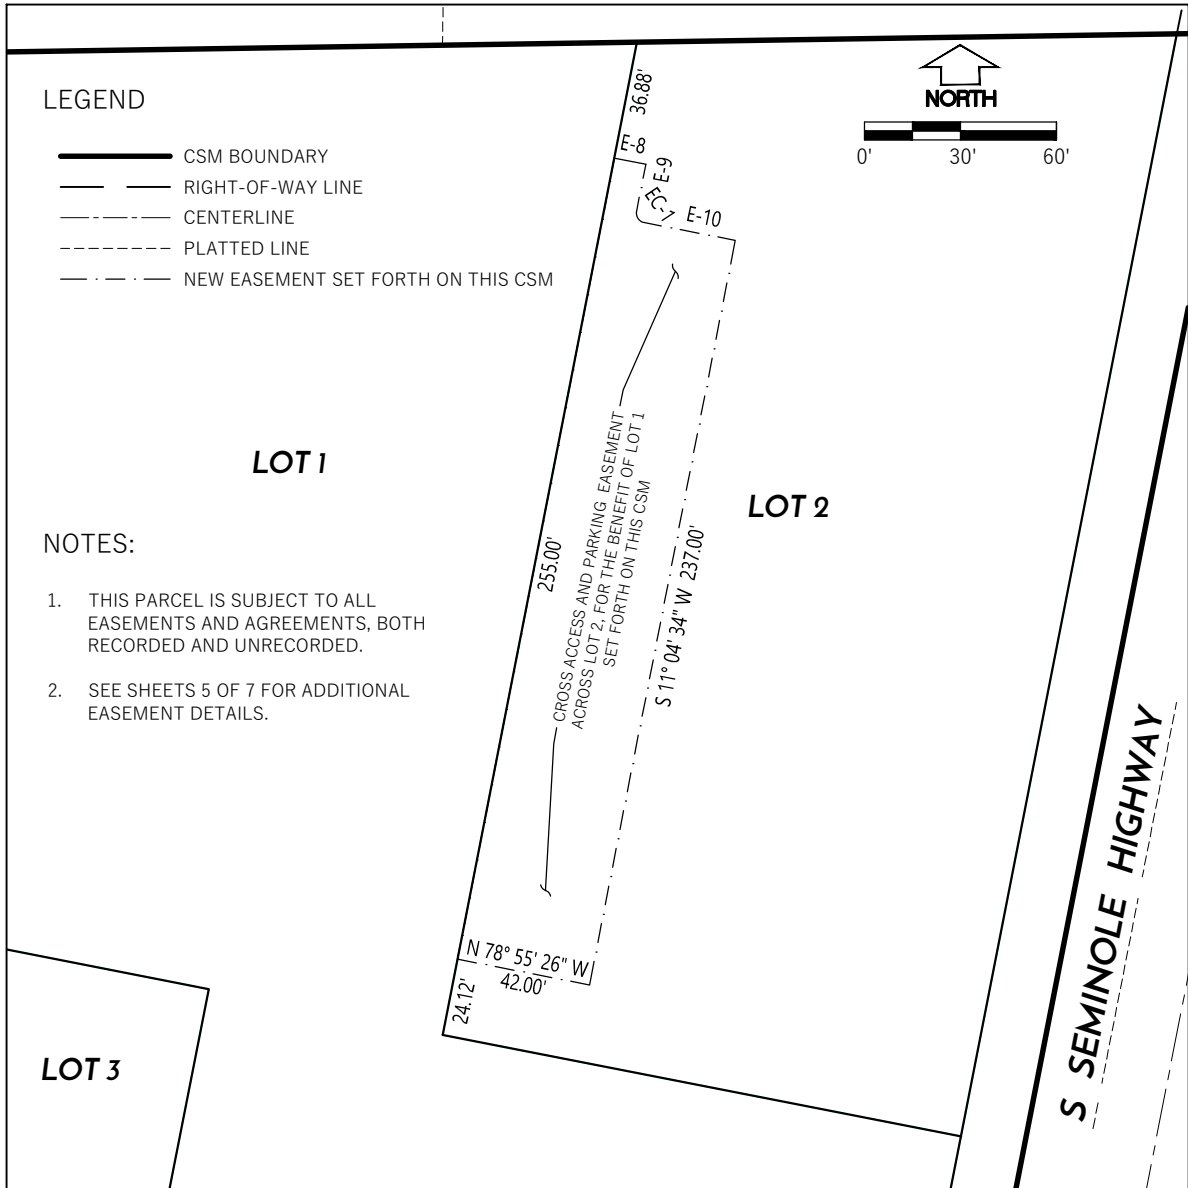 LEGEND
CSM BOUNDARY
RIGHT-OF-WAY LINE
CENTERLINE
PLATTED LINE
NEW EASEMENT SET FORTH ON THIS CSM
NORTH
0' 30' 60'
36.88'
E-8
E-9
EC-7
E-10
LOT 1
LOT 2
255.00'
CROSS ACCESS AND PARKING EASEMENT
ACROSS LOT 2, FOR THE BENEFIT OF LOT 1
SET FORTH ON THIS CSM
S 11° 04' 34" W 237.00'
NOTES:
1. THIS PARCEL IS SUBJECT TO ALL
EASEMENTS AND AGREEMENTS, BOTH
RECORDED AND UNRECORDED.
2. SEE SHEETS 5 OF 7 FOR ADDITIONAL
EASEMENT DETAILS.
N 78° 55' 26" W
42.00'
24.12'
LOT 3
S SEMINOLE HIGHWAY